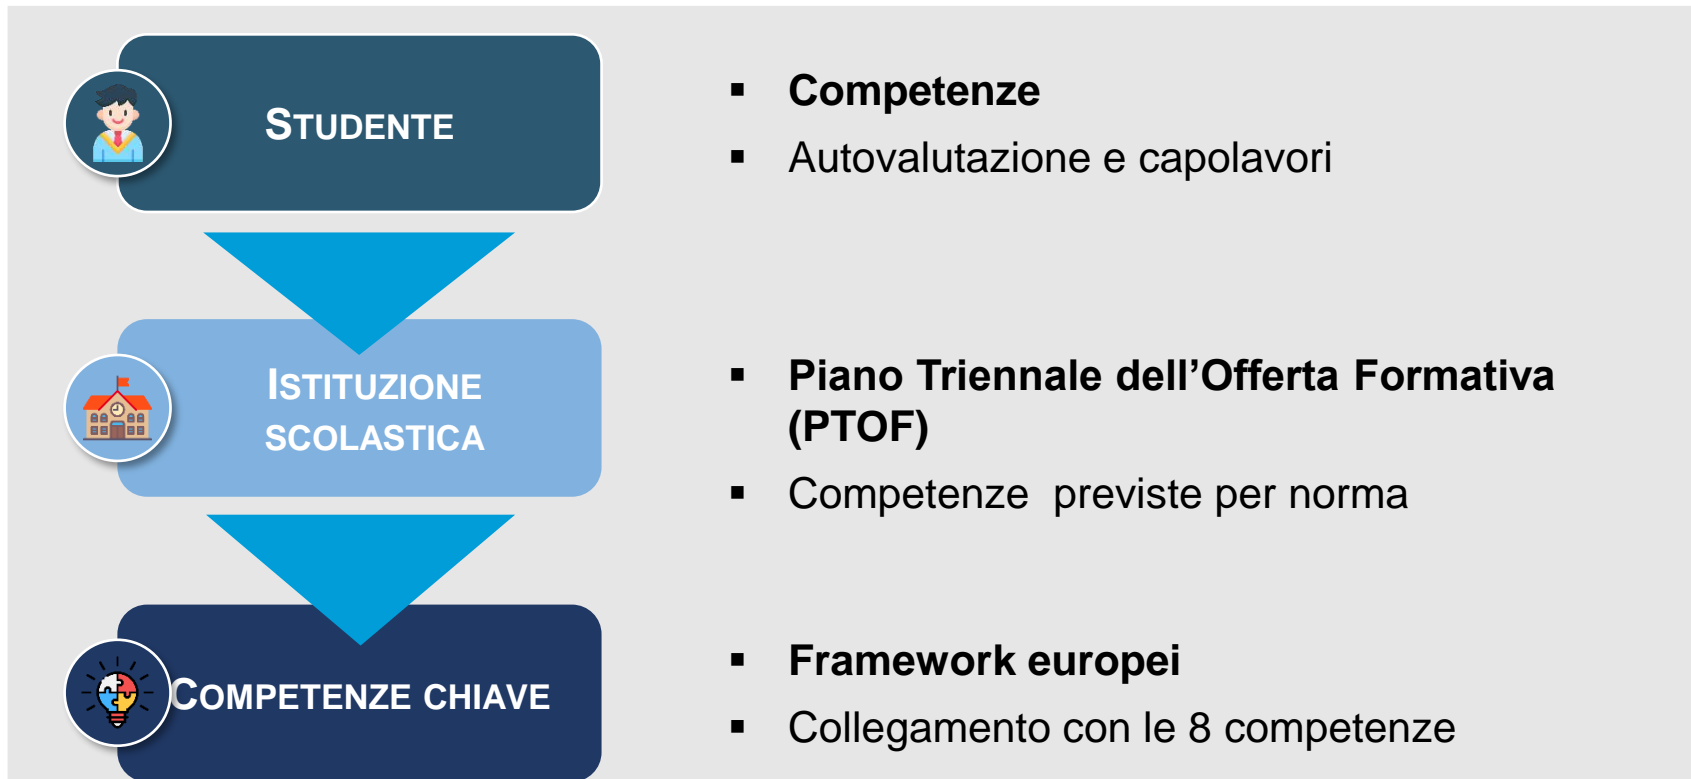 STUDENTE
▪ Competenze
▪ Autovalutazione e capolavori
ISTITUZIONE
SCOLASTICA
▪ Piano Triennale dell’Offerta Formativa
(PTOF)
▪ Competenze  previste per norma
COMPETENZE CHIAVE
▪ Framework europei
▪ Collegamento con le 8 competenze